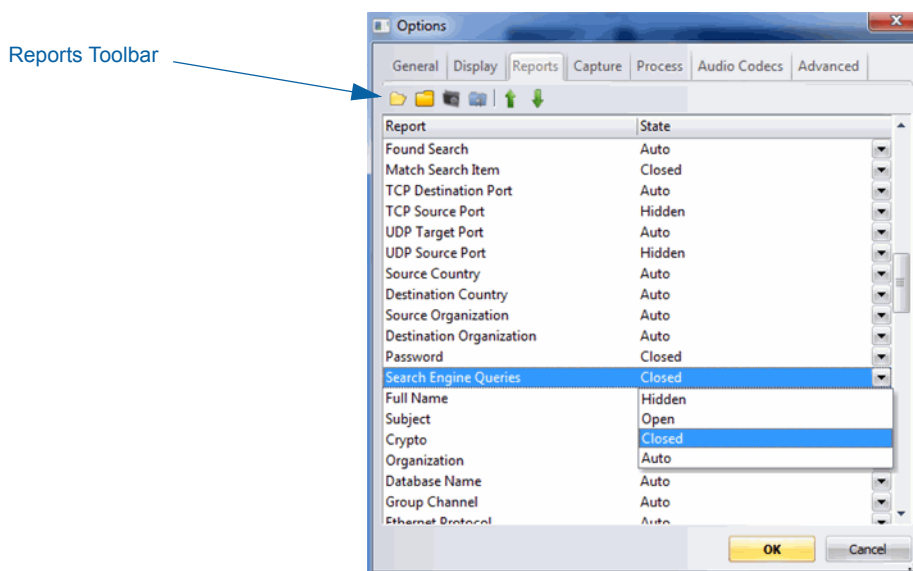 Options
Reports Toolbar
General Display Reports Capture Process Audio Codecs Advanced
Report State
Found Search Auto
Match Search Item Closed
TCP Destination Port Auto
TCP Source Port Hidden
UDP Target Port Auto
UDP Source Port Hidden
Source Country Auto
Destination Country Auto
Source Organization Auto
Destination Organization Auto
Password Closed
Search Engine Queries Closed
Full Name Hidden
Subject Open
Crypto Closed
Organization Auto
Database Name Auto
Group Channel Auto
Ethernet Protocol Auto
OK Cancel